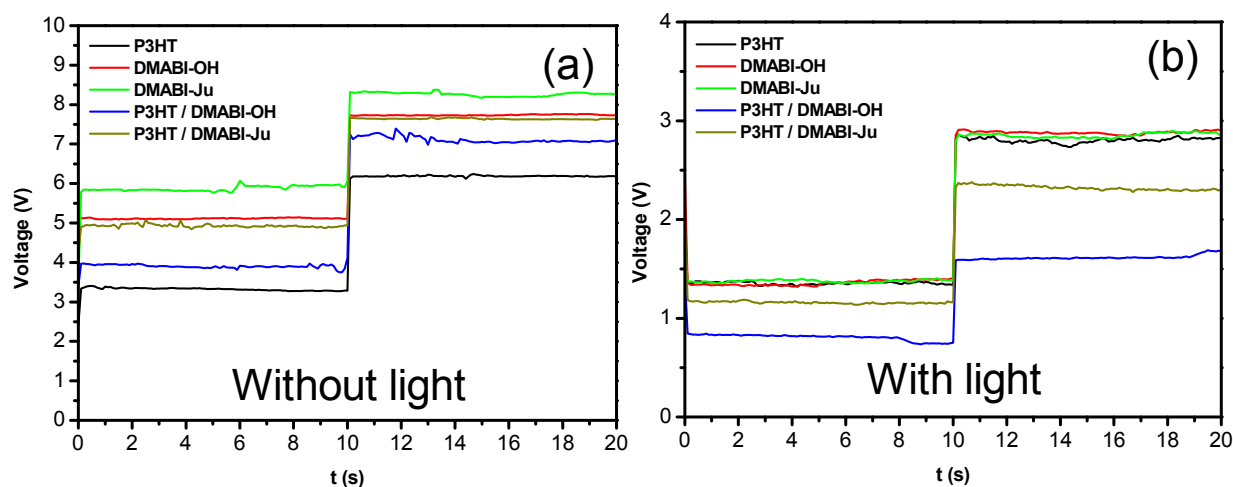 (a)
P3HT
DMABI-OH
DMABI-Ju
P3HT / DMABI-OH
P3HT / DMABI-Ju
Without light
Voltage (V)
10
9
8
7
6
5
4
3
2
1
0
0 2 4 6 8 10 12 14 16 18 20
t (s)
(b)
P3HT
DMABI-OH
DMABI-Ju
P3HT / DMABI-OH
P3HT / DMABI-Ju
With light
Voltage (V)
4
3
2
1
0
0 2 4 6 8 10 12 14 16 18 20
t (s)